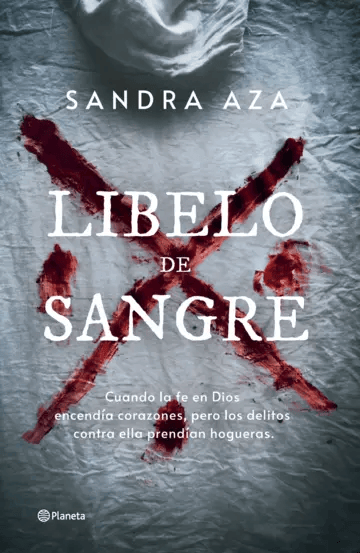 SANDRA AZA
LIBELO
DE
SANGRE
Cuando la fe en Dios
encendía corazones, pero los delitos
contra ella prendían hogueras.
Planeta